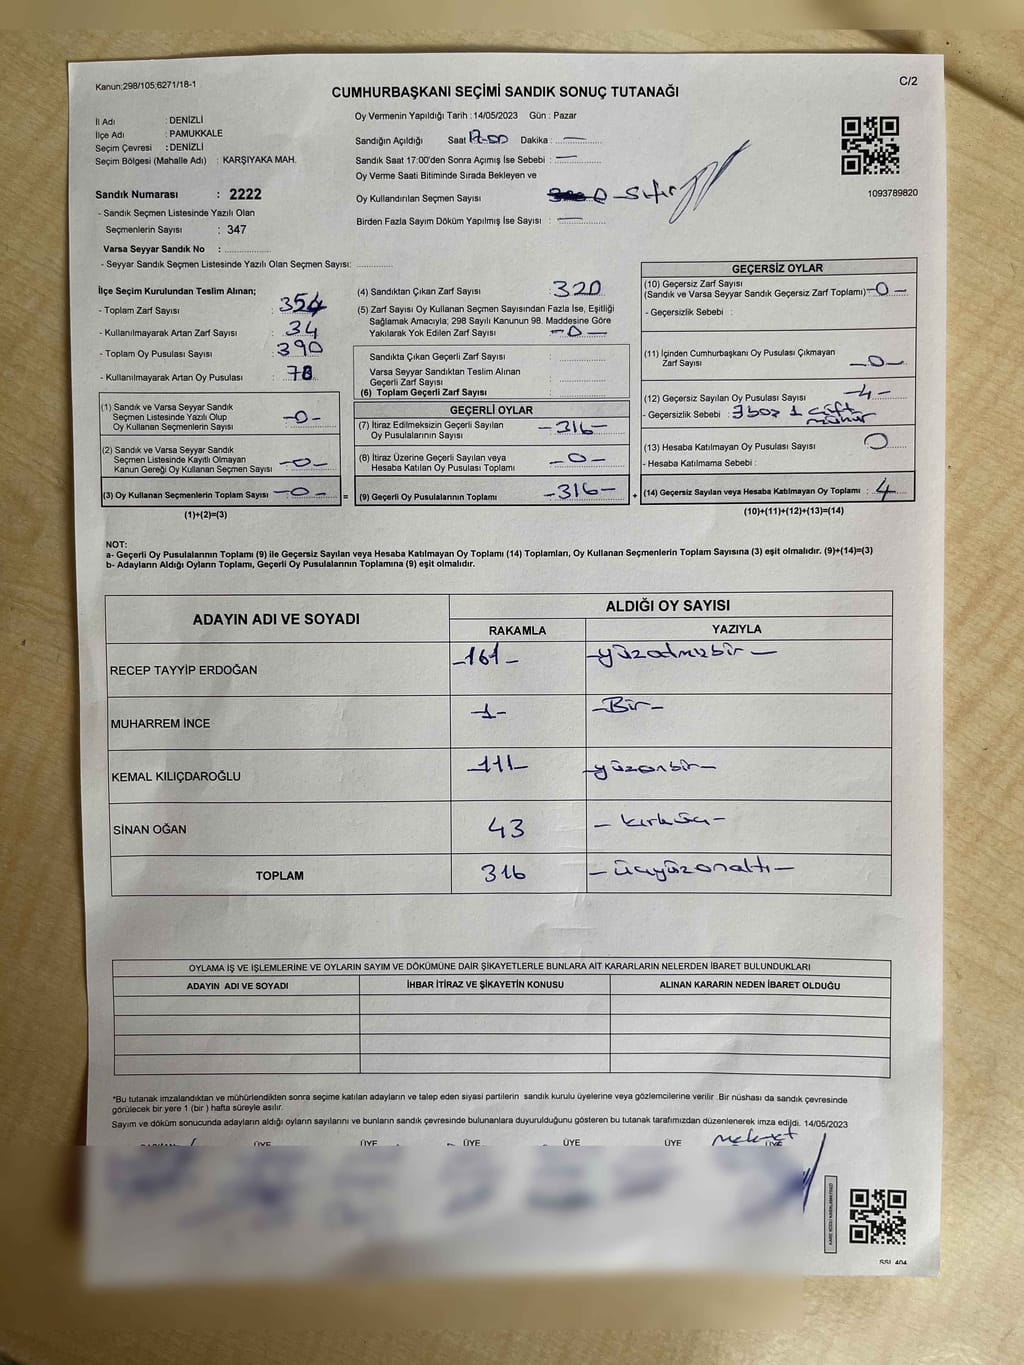 Kanun;298/105;6271/18-1
C/2
CUMHURBAŞKANI SEÇİMİ SANDIK SONUÇ TUTANAĞI
İl Adı : DENİZLİ
İlçe Adı : PAMUKKALE
Seçim Çevresi : DENİZLİ
Seçim Bölgesi (Mahalle Adı) : KARŞIYAKA MAH.
Sandık Numarası : 2222
- Sandık Seçmen Listesinde Yazılı Olan
Seçmenlerin Sayısı : 347
Varsa Seyyar Sandık No :
- Seyyar Sandık Seçmen Listesinde Yazılı Olan Seçmen Sayısı:
Oy Vermenin Yapıldığı Tarih :14/05/2023 Gün : Pazar
Sandığın Açıldığı Saat 17.00 Dakika : —
Sandık Saat 17:00'den Sonra Açımış İse Sebebi : —
Oy Verme Saati Bitiminde Sırada Bekleyen ve
Oy Kullandırılan Seçmen Sayısı 0 - Sıfır
Birden Fazla Sayım Döküm Yapılmış İse Sayısı : —
1093789820
İlçe Seçim Kurulundan Teslim Alınan;
- Toplam Zarf Sayısı : 354
- Kullanılmayarak Artan Zarf Sayısı : 34
- Toplam Oy Pusulası Sayısı : 390
- Kullanılmayarak Artan Oy Pusulası : 78
(1) Sandık ve Varsa Seyyar Sandık
Seçmen Listesinde Yazılı Olup
Oy Kullanan Seçmenlerin Sayısı -0-
(2) Sandık ve Varsa Seyyar Sandık
Seçmen Listesinde Kayıtlı Olmayan
Kanun Gereği Oy Kullanan Seçmen Sayısı -0-
(3) Oy Kullanan Seçmenlerin Toplam Sayısı -0- =
(1)+(2)=(3)
(4) Sandıktan Çıkan Zarf Sayısı : 320
(5) Zarf Sayısı Oy Kullanan Seçmen Sayısından Fazla İse, Eşitliği
Sağlamak Amacıyla; 298 Sayılı Kanunun 98. Maddesine Göre
Yakılarak Yok Edilen Zarf Sayısı -0-
Sandıkta Çıkan Geçerli Zarf Sayısı :
Varsa Seyyar Sandıktan Teslim Alınan
Geçerli Zarf Sayısı :
(6) Toplam Geçerli Zarf Sayısı :
GEÇERLİ OYLAR
(7) İtiraz Edilmeksizin Geçerli Sayılan
Oy Pusulalarının Sayısı -316-
(8) İtiraz Üzerine Geçerli Sayılan veya
Hesaba Katılan Oy Pusulası Toplamı -0-
(9) Geçerli Oy Pusulalarının Toplamı -316- +
GEÇERSİZ OYLAR
(10) Geçersiz Zarf Sayısı
(Sandık ve Varsa Seyyar Sandık Geçersiz Zarf Toplamı) -0-
- Geçersizlik Sebebi :
(11) İçinden Cumhurbaşkanı Oy Pusulası Çıkmayan
Zarf Sayısı -0-
(12) Geçersiz Sayılan Oy Pusulası Sayısı -4-
- Geçersizlik Sebebi : 3 boş 1 çift
mühür
(13) Hesaba Katılmayan Oy Pusulası Sayısı 0
- Hesaba Katılmama Sebebi :
(14) Geçersiz Sayılan veya Hesaba Katılmayan Oy Toplamı : 4
(10)+(11)+(12)+(13)=(14)
NOT:
a- Geçerli Oy Pusulalarının Toplamı (9) ile Geçersiz Sayılan veya Hesaba Katılmayan Oy Toplamı (14) Toplamları, Oy Kullanan Seçmenlerin Toplam Sayısına (3) eşit olmalıdır. (9)+(14)=(3)
b- Adayların Aldığı Oyların Toplamı, Geçerli Oy Pusulalarının Toplamına (9) eşit olmalıdır.
ADAYIN ADI VE SOYADI
ALDIĞI OY SAYISI
RAKAMLA YAZIYLA
RECEP TAYYİP ERDOĞAN -161- -yüzatmışbir-
MUHARREM İNCE -1- -Bir-
KEMAL KILIÇDAROĞLU -111- -yüzonbir-
SİNAN OĞAN 43 -kırküç-
TOPLAM 316 -üçyüzonaltı-
OYLAMA İŞ VE İŞLEMLERİNE VE OYLARIN SAYIM VE DÖKÜMÜNE DAİR ŞİKAYETLERLE BUNLARA AİT KARARLARIN NELERDEN İBARET BULUNDUKLARI
ADAYIN ADI VE SOYADI İHBAR İTİRAZ VE ŞİKAYETİN KONUSU ALINAN KARARIN NEDEN İBARET OLDUĞU
*Bu tutanak imzalandıktan ve mühürlendikten sonra seçime katılan adayların ve talep eden siyasi partilerin sandık kurulu üyelerine veya gözlemcilerine verilir .Bir nüshası da sandık çevresinde
görülecek bir yere 1 (bir ) hafta süreyle asılır.
Sayım ve döküm sonucunda adayların aldığı oyların sayılarını ve bunların sandık çevresinde bulunanlara duyurulduğunu gösteren bu tutanak tarafımızdan düzenlenerek imza edildi. 14/05/2023
ÜYE ÜYE ÜYE ÜYE ÜYE ÜYE
Mehmet